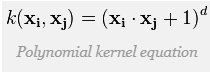 k(𝐱ᵢ, 𝐱ⱼ) = (𝐱ᵢ · 𝐱ⱼ + 1)ᵈ
Polynomial kernel equation